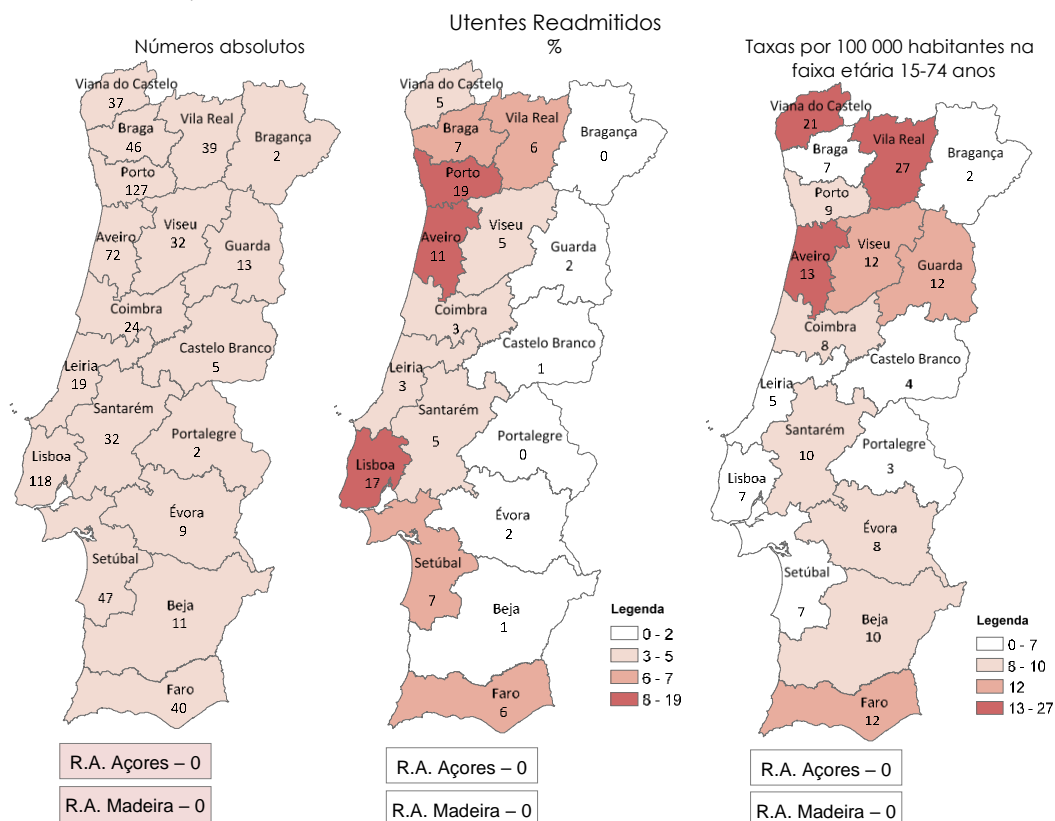 Utentes Readmitidos
Números absolutos
Viana do Castelo
37
Braga
46
Vila Real
39
Bragança
2
Porto
127
Aveiro
72
Viseu
32
Guarda
13
Coimbra
24
Castelo Branco
5
Leiria
19
Santarém
32
Portalegre
2
Lisboa
118
Évora
9
Setúbal
47
Beja
11
Faro
40
R.A. Açores – 0
R.A. Madeira – 0
%
Viana do Castelo
5
Braga
7
Vila Real
6
Bragança
0
Porto
19
Aveiro
11
Viseu
5
Guarda
2
Coimbra
3
Castelo Branco
1
Leiria
3
Santarém
5
Portalegre
0
Lisboa
17
Évora
2
Setúbal
7
Beja
1
Faro
6
Legenda
0 - 2
3 - 5
6 - 7
8 - 19
R.A. Açores – 0
R.A. Madeira – 0
Taxas por 100 000 habitantes na
faixa etária 15-74 anos
Viana do Castelo
21
Braga
7
Vila Real
27
Bragança
2
Porto
9
Aveiro
13
Viseu
12
Guarda
12
Coimbra
8
Castelo Branco
4
Leiria
5
Santarém
10
Portalegre
3
Lisboa
7
Évora
8
Setúbal
7
Beja
10
Faro
12
Legenda
0 - 7
8 - 10
12
13 - 27
R.A. Açores – 0
R.A. Madeira – 0